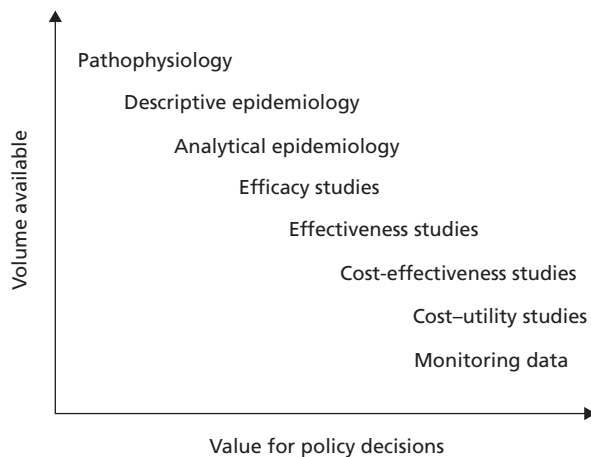 Volume available
Pathophysiology
Descriptive epidemiology
Analytical epidemiology
Efficacy studies
Effectiveness studies
Cost-effectiveness studies
Cost–utility studies
Monitoring data
Value for policy decisions